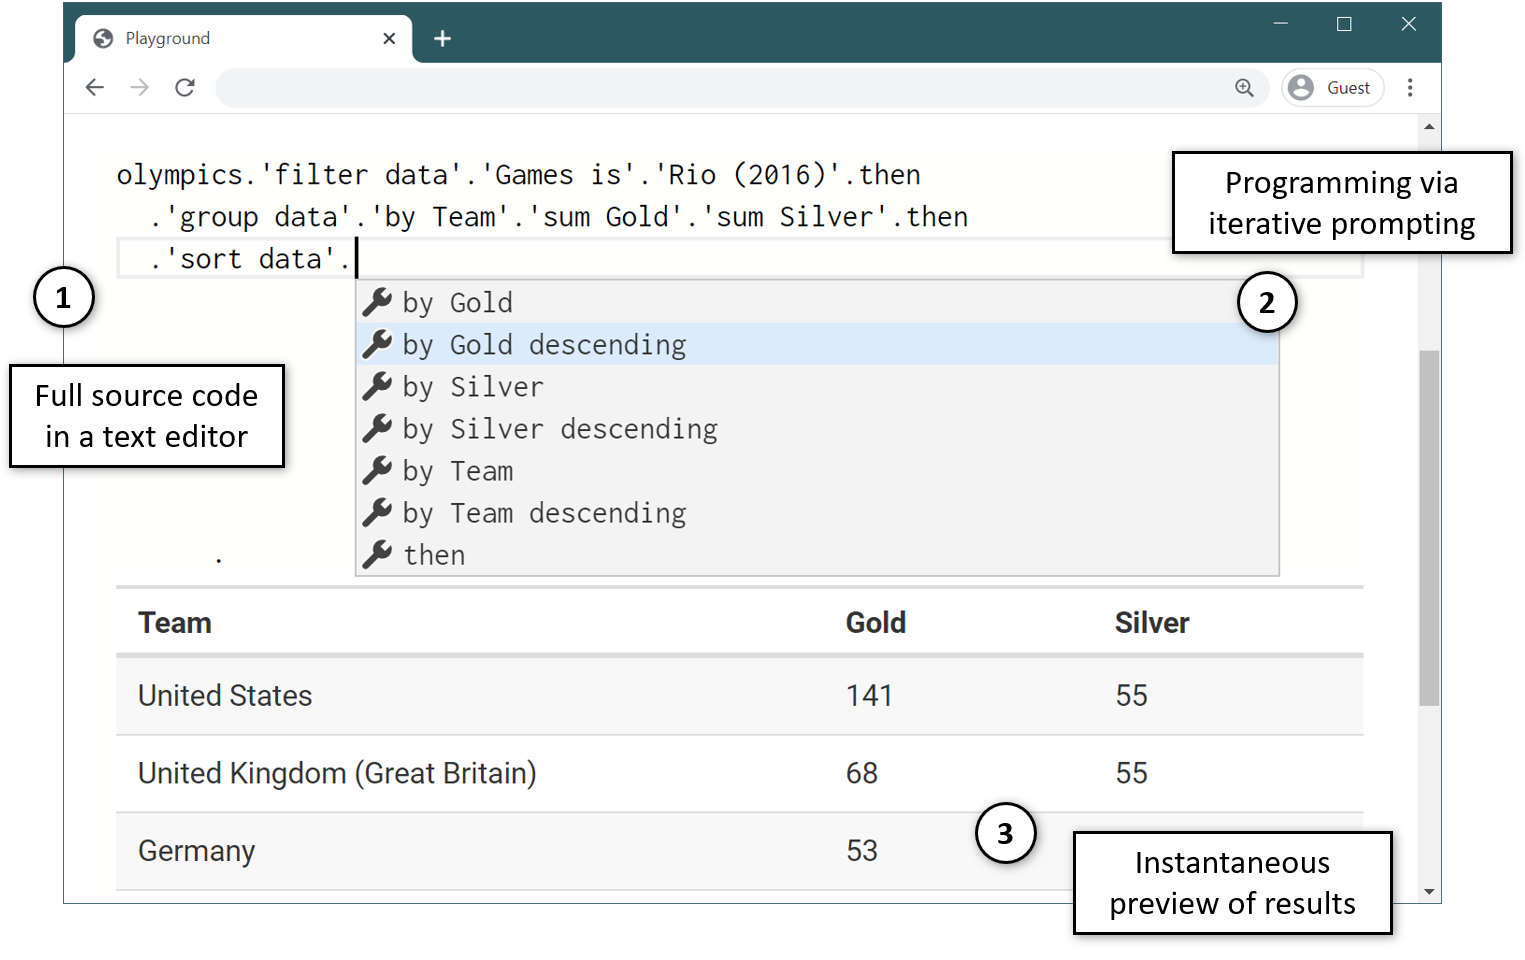 Playground
Guest
olympics.'filter data'.'Games is'.'Rio (2016)'.then
.'group data'.'by Team'.'sum Gold'.'sum Silver'.then
.'sort data'.
Programming via
iterative prompting
1
2
Full source code
in a text editor
by Gold
by Gold descending
by Silver
by Silver descending
by Team
by Team descending
then
.
Team Gold Silver
United States 141 55
United Kingdom (Great Britain) 68 55
Germany 53
3
Instantaneous
preview of results